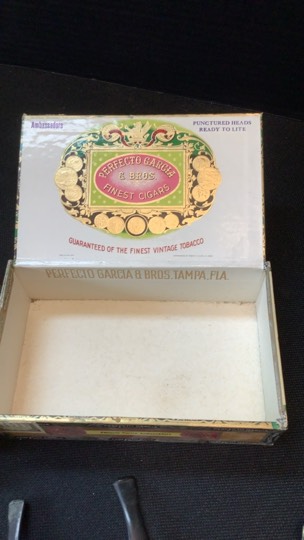 Ambassadors
PUNCTURED HEADS
READY TO LITE
PERFECTO GARCIA
& BROS.
FINEST CIGARS
GUARANTEED OF THE FINEST VINTAGE TOBACCO
PERFECTO GARCIA & BROS. TAMPA, FLA.